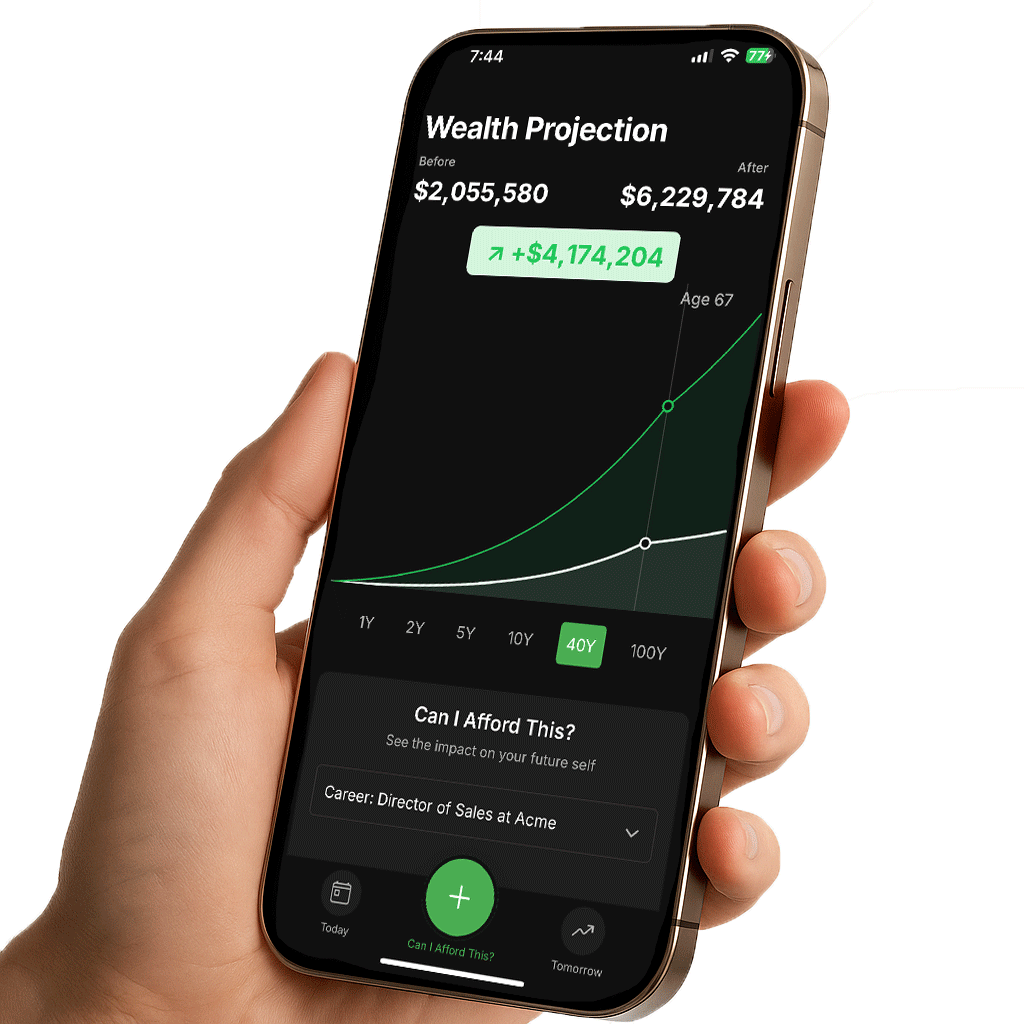 7:44
77
Wealth Projection
Before
After
$2,055,580
$6,229,784
+$4,174,204
Age 67
1Y 2Y 5Y 10Y 40Y 100Y
Can I Afford This?
See the impact on your future self
Career: Director of Sales at Acme
Today
Can I Afford This?
Tomorrow